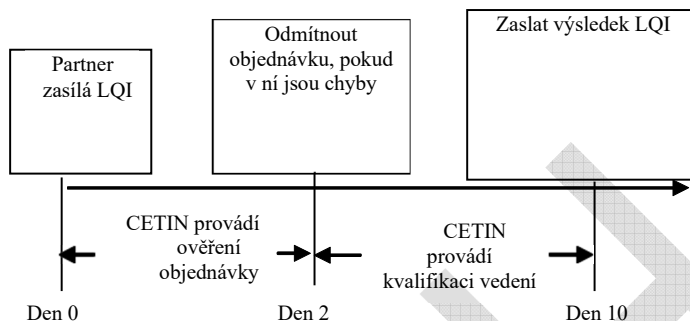 Partner
zasílá LQI
Odmítnout
objednávku, pokud
v ní jsou chyby
Zaslat výsledek LQI
CETIN provádí
ověření
objednávky
CETIN
provádí
kvalifikaci vedení
Den 0
Den 2
Den 10